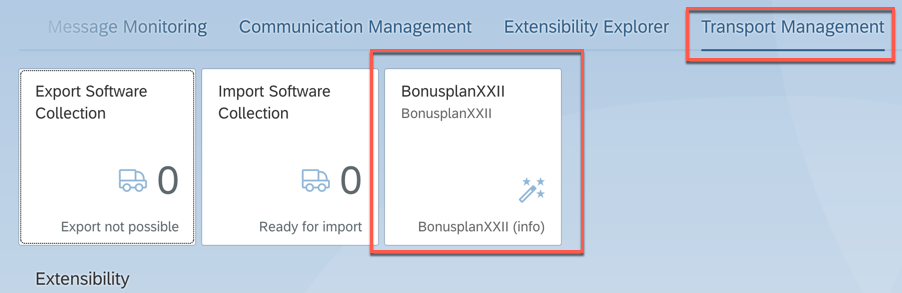 Message Monitoring Communication Management Extensibility Explorer Transport Management
Export Software
Collection
0
Export not possible
Import Software
Collection
0
Ready for import
BonusplanXXII
BonusplanXXII
BonusplanXXII (info)
Extensibility